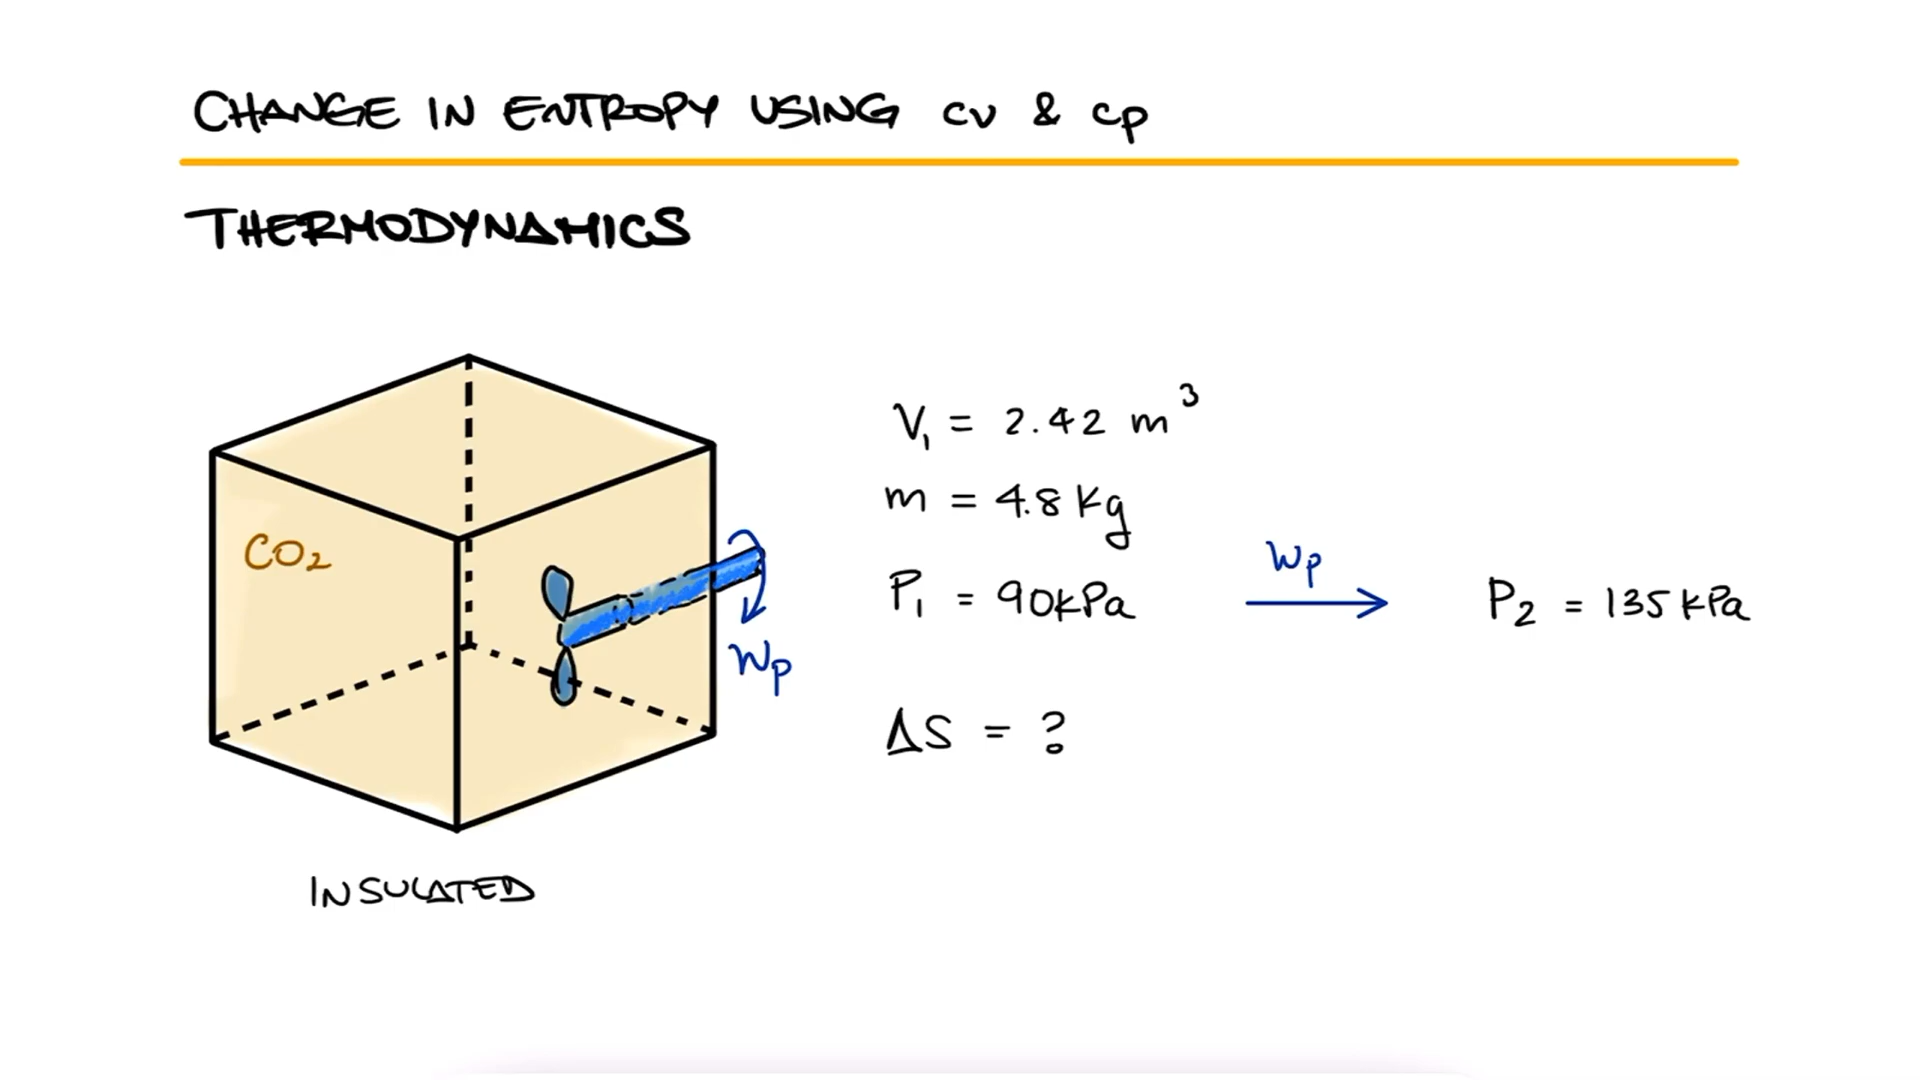 CHANGE IN ENTROPY USING cv & cp
THERMODYNAMICS
V₁ = 2.42 m³
m = 4.8 kg
CO₂
Wp
P₁ = 90kPa
Wp
P₂ = 135 kPa
ΔS = ?
INSULATED